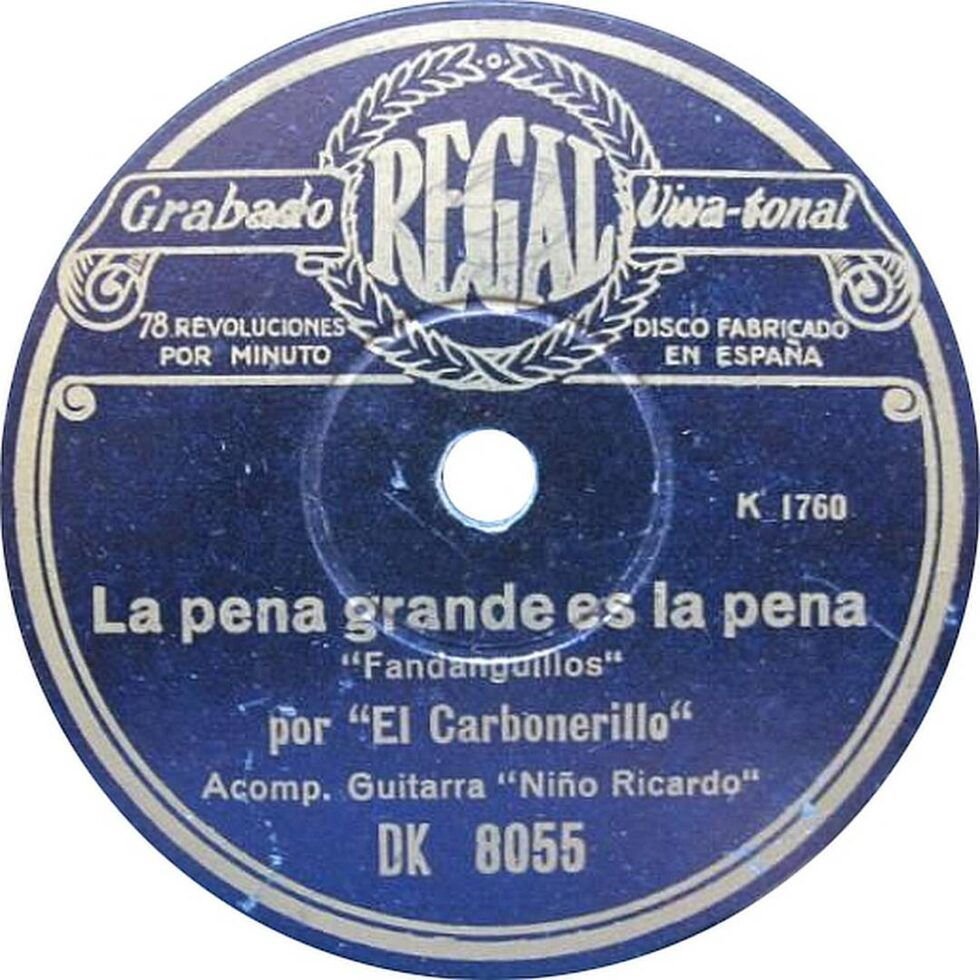 REGAL
Grabado Viva-tonal
78 REVOLUCIONES POR MINUTO
DISCO FABRICADO EN ESPAÑA
K 1760
La pena grande es la pena
"Fandanguillos"
por "El Carbonerillo"
Acomp. Guitarra "Niño Ricardo"
DK 8055